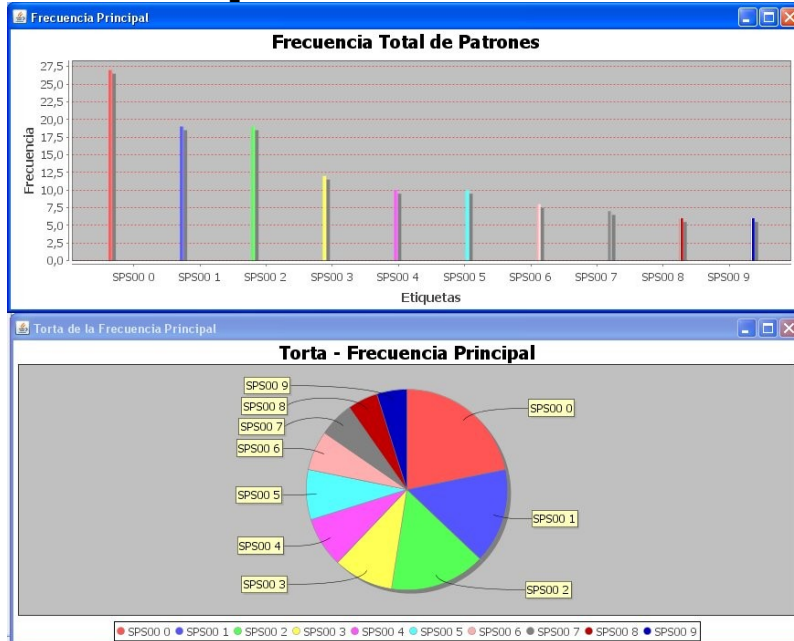 Frecuencia Principal
Frecuencia Total de Patrones
27,5
25,0
22,5
20,0
17,5
15,0
12,5
10,0
7,5
5,0
2,5
0,0
Frecuencia
SPS00 0 SPS00 1 SPS00 2 SPS00 3 SPS00 4 SPS00 5 SPS00 6 SPS00 7 SPS00 8 SPS00 9
Etiquetas
Torta de la Frecuencia Principal
Torta - Frecuencia Principal
SPS00 9
SPS00 8
SPS00 7
SPS00 6
SPS00 5
SPS00 4
SPS00 3
SPS00 0
SPS00 1
SPS00 2
SPS00 0 SPS00 1 SPS00 2 SPS00 3 SPS00 4 SPS00 5 SPS00 6 SPS00 7 SPS00 8 SPS00 9